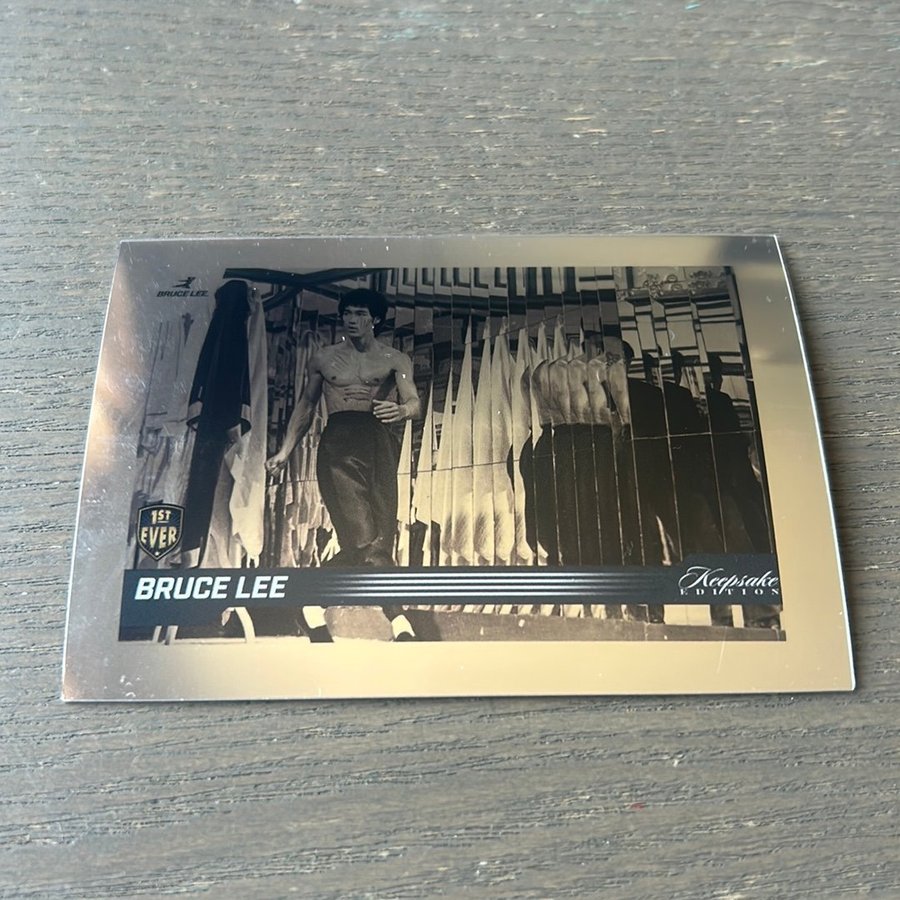 BRUCE LEE
1ST
EVER
BRUCE LEE
Keepsake
EDITION